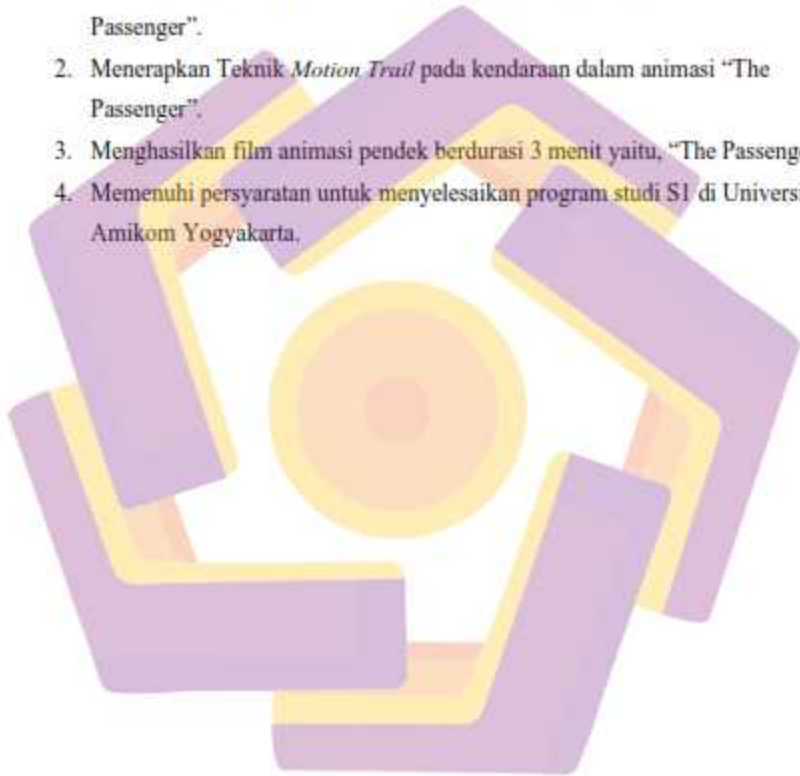 Passenger”.
2. Menerapkan Teknik Motion Trail pada kendaraan dalam animasi “The
Passenger”.
3. Menghasilkan film animasi pendek berdurasi 3 menit yaitu, “The Passeng
4. Memenuhi persyaratan untuk menyelesaikan program studi S1 di Univers
Amikom Yogyakarta.